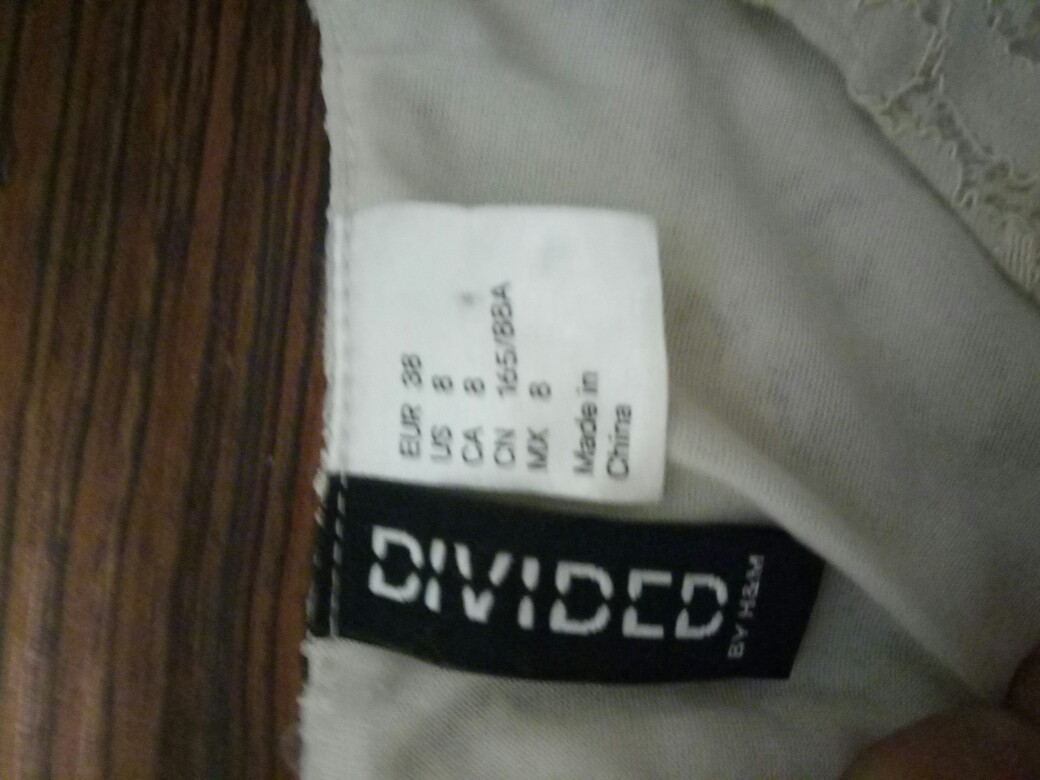 EUR 38
US 8
CA 8
CN 165/88A
MX 8
Made in
China
DIVIDED
BY H&M